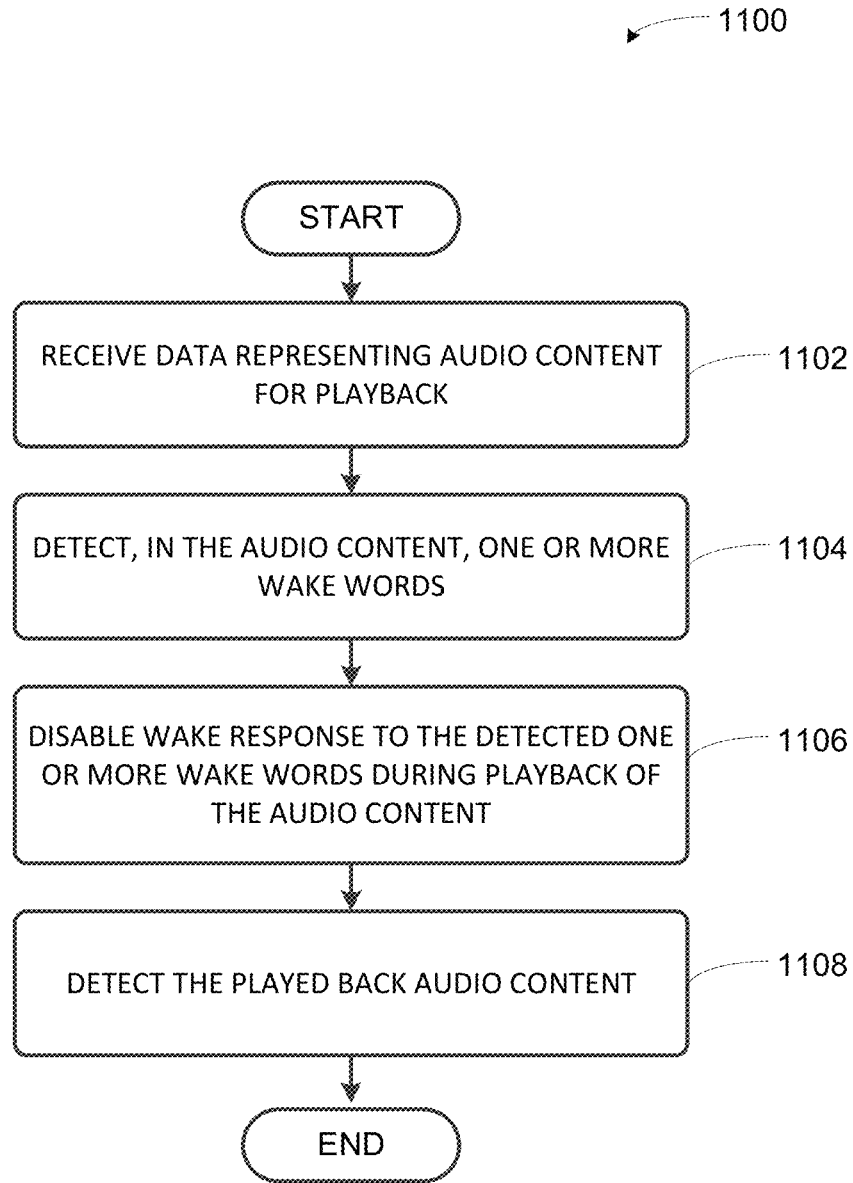 1100
START
RECEIVE DATA REPRESENTING AUDIO CONTENT
FOR PLAYBACK
1102
DETECT, IN THE AUDIO CONTENT, ONE OR MORE
WAKE WORDS
1104
DISABLE WAKE RESPONSE TO THE DETECTED ONE
OR MORE WAKE WORDS DURING PLAYBACK OF
THE AUDIO CONTENT
1106
DETECT THE PLAYED BACK AUDIO CONTENT
1108
END